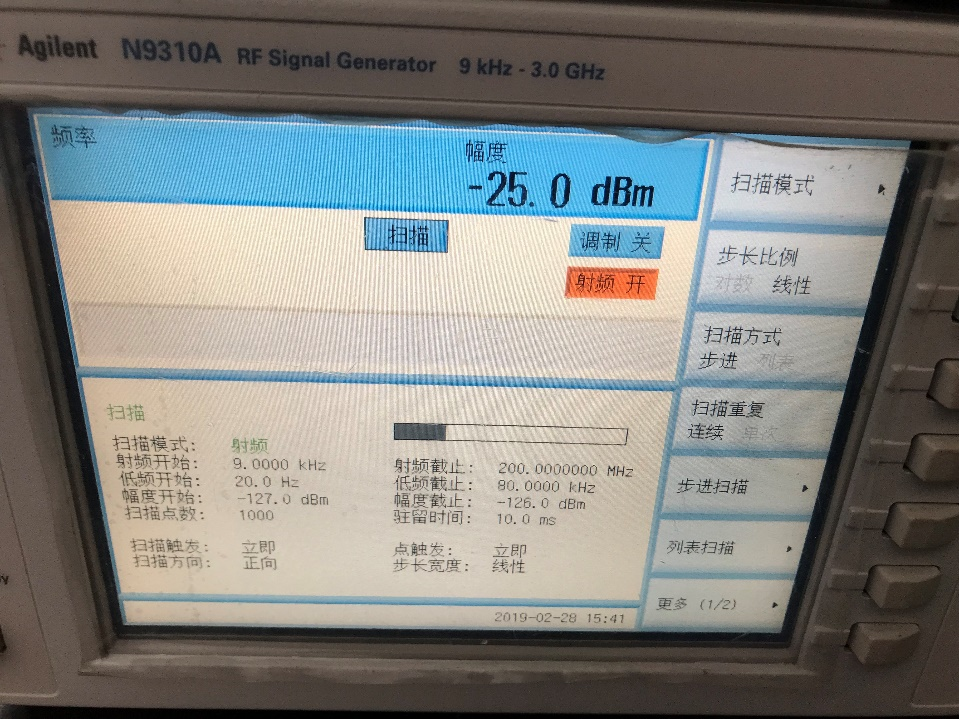 Agilent N9310A RF Signal Generator 9 kHz - 3.0 GHz
频率
幅度
-25.0 dBm
扫描
调制 关
射频 开
扫描
扫描模式: 射频
射频开始: 9.0000 kHz 射频截止: 200.0000000 MHz
低频开始: 20.0 Hz 低频截止: 80.0000 kHz
幅度开始: -127.0 dBm 幅度截止: -126.0 dBm
扫描点数: 1000 驻留时间: 10.0 ms
扫描触发: 立即 点触发: 立即
扫描方向: 正向 步长宽度: 线性
2019-02-28 15:41
扫描模式
步长比例
对数 线性
扫描方式
步进 列表
扫描重复
连续 单次
步进扫描
列表扫描
更多 (1/2)